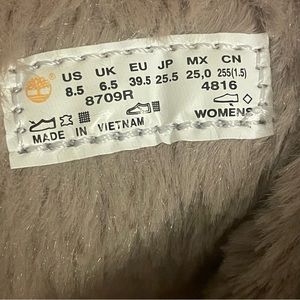 US UK EU JP MX CN
8.5 6.5 39.5 25.5 25,0 255(1.5)
8709R 4816
WOMENS
MADE IN VIETNAM